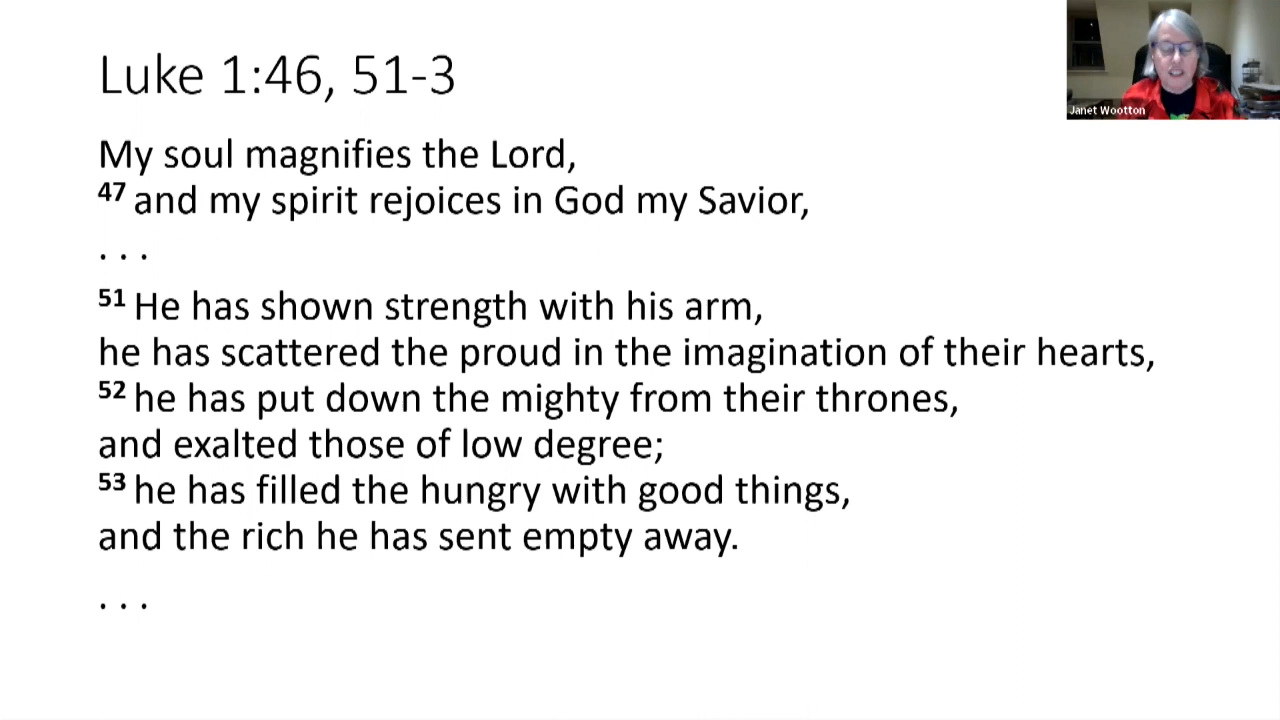 Luke 1:46, 51-3
Janet Wootton
My soul magnifies the Lord,
47 and my spirit rejoices in God my Savior,
. . .
51 He has shown strength with his arm,
he has scattered the proud in the imagination of their hearts,
52 he has put down the mighty from their thrones,
and exalted those of low degree;
53 he has filled the hungry with good things,
and the rich he has sent empty away.
. . .